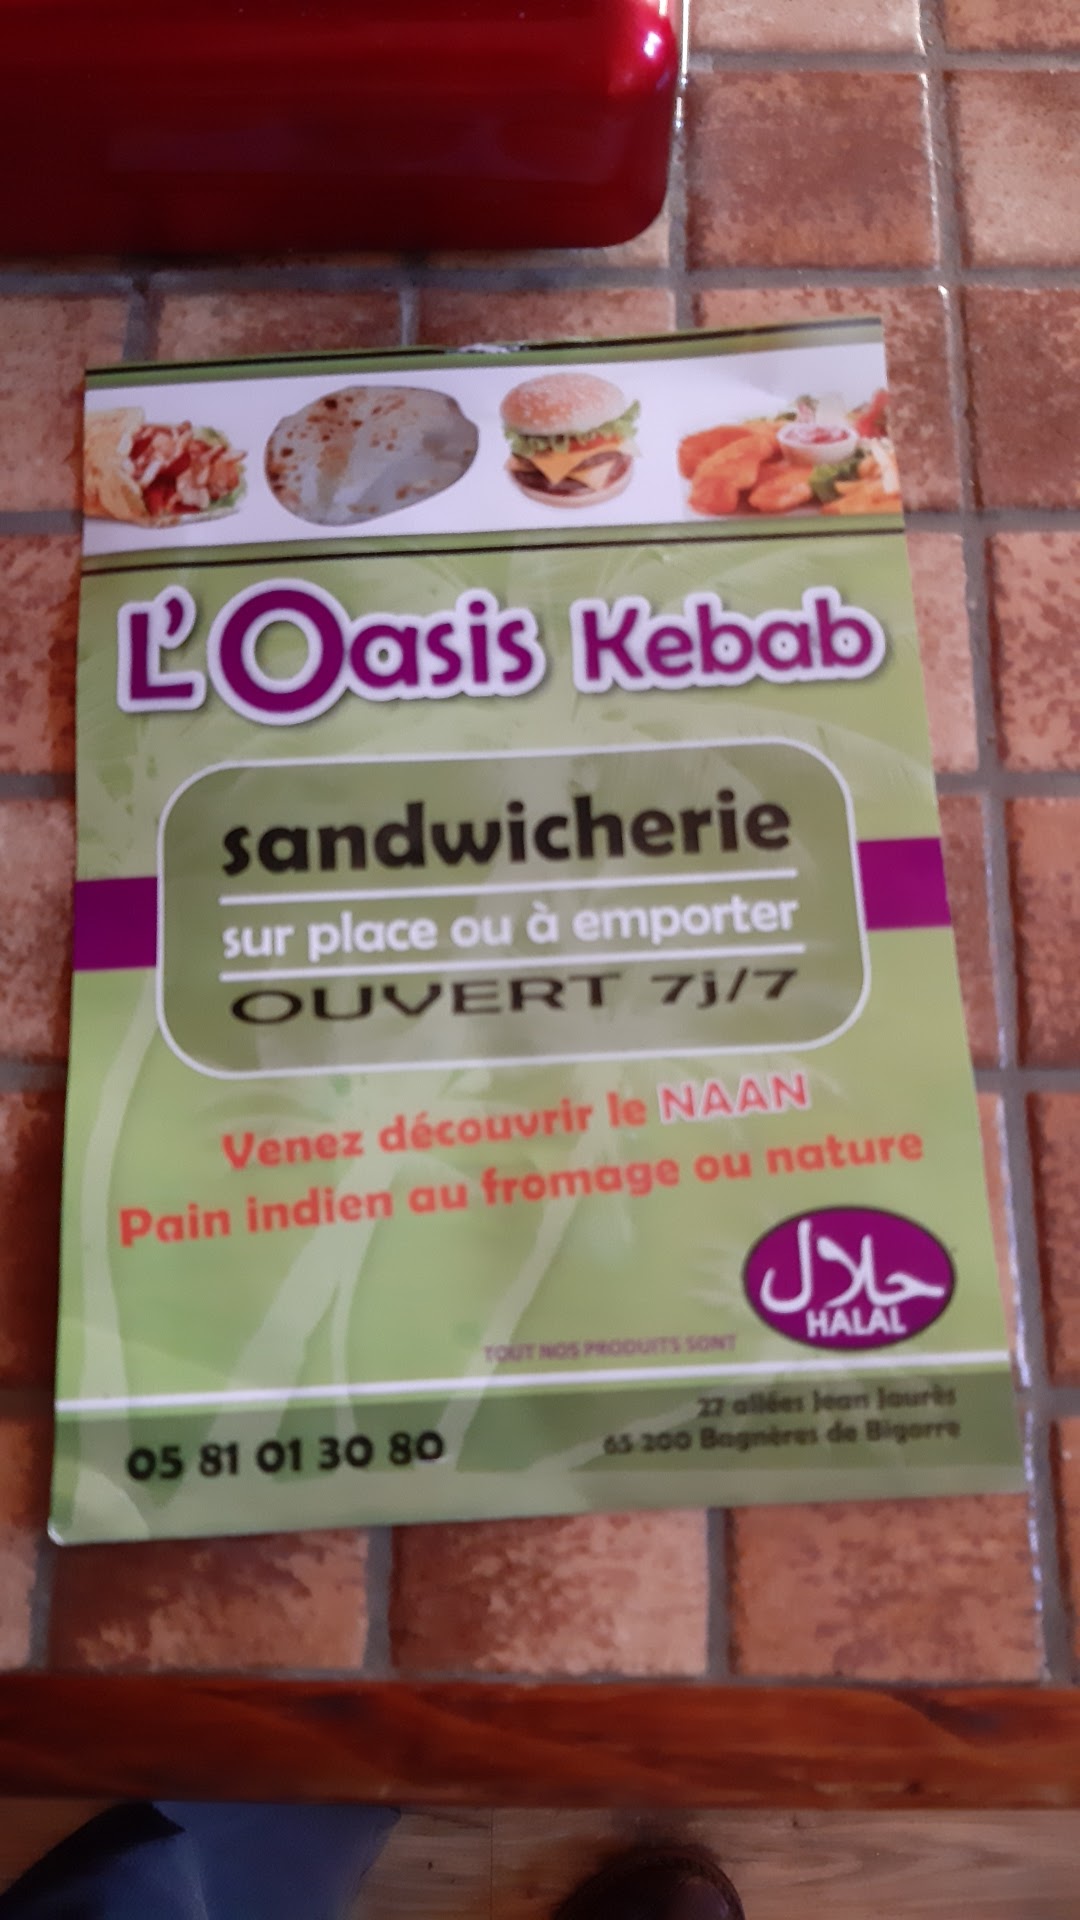 L'Oasis Kebab
sandwicherie
sur place ou à emporter
OUVERT 7j/7
Venez découvrir le NAAN
Pain indien au fromage ou nature
حلال
HALAL
TOUT NOS PRODUITS SONT
05 81 01 30 80
27 allées Jean Jaurès
65 200 Bagnères de Bigorre